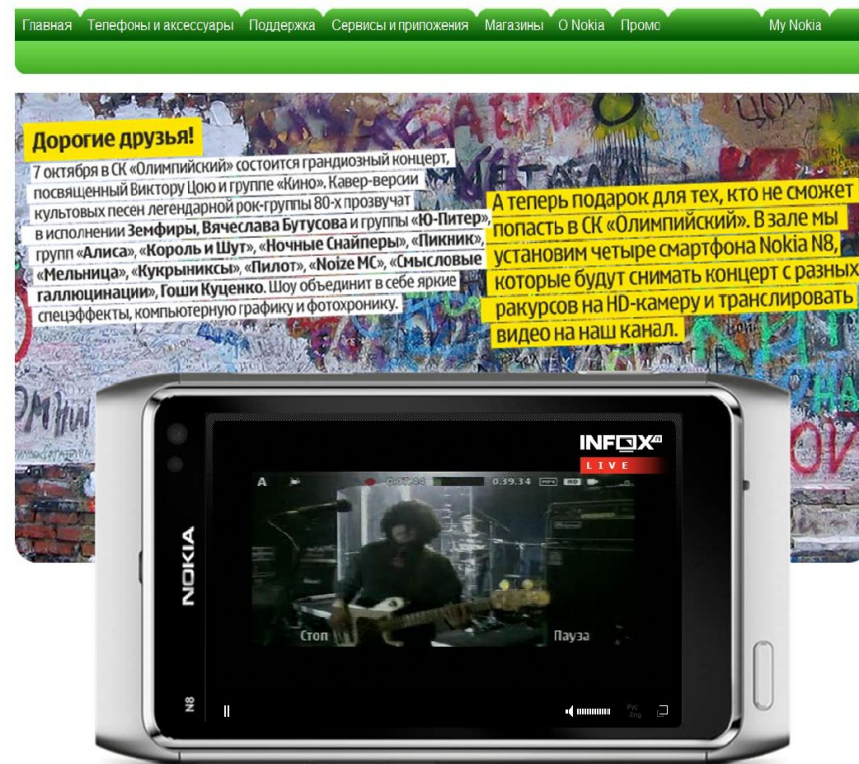 Главная Телефоны и аксессуары Поддержка Сервисы и приложения Магазины О Nokia Промо My Nokia
Дорогие друзья!
7 октября в СК «Олимпийский» состоится грандиозный концерт,
посвященный Виктору Цою и группе «Кино». Кавер-версии
культовых песен легендарной рок-группы 80-х прозвучат
в исполнении Земфиры, Вячеслава Бутусова и группы «Ю-Питер»,
групп «Алиса», «Король и Шут», «Ночные Снайперы», «Пикник»,
«Мельница», «Кукрыниксы», «Пилот», «Noize MC», «Смысловые
галлюцинации», Гоши Куценко. Шоу объединит в себе яркие
спецэффекты, компьютерную графику и фотохронику.
А теперь подарок для тех, кто не сможет
попасть в СК «Олимпийский». В зале мы
установим четыре смартфона Nokia N8,
которые будут снимать концерт с разных
ракурсов на HD-камеру и транслировать
видео на наш канал.
INFOX
LIVE
A 0.39.34 MP4 HD
Стоп Пауза
NOKIA
N8
Рус
Eng